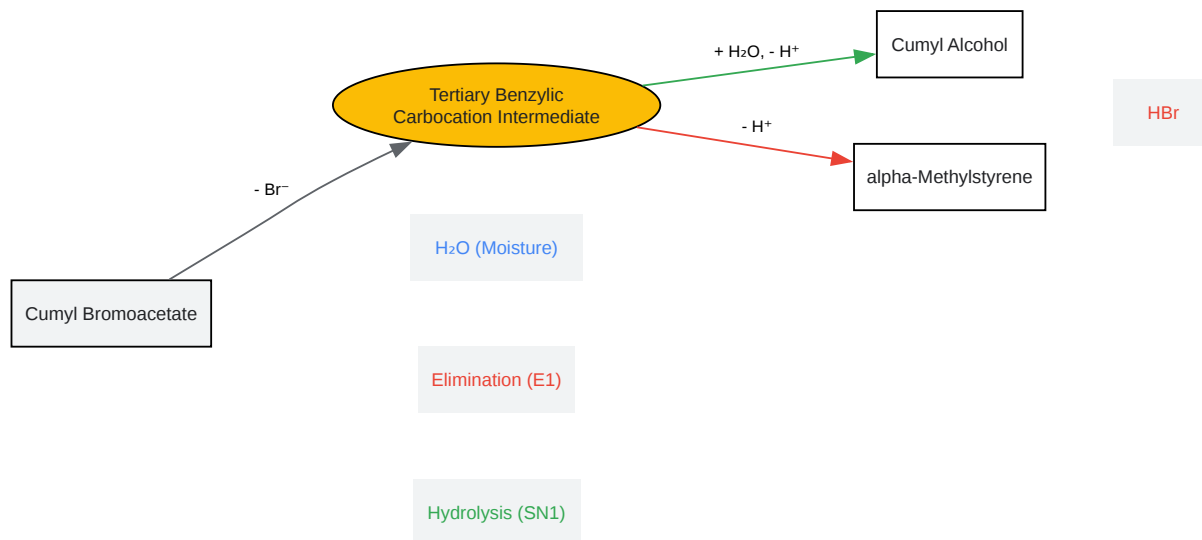 Cumyl Alcohol
+ H₂O, - H⁺
Tertiary Benzylic
Carbocation Intermediate
HBr
- H⁺
alpha-Methylstyrene
- Br⁻
H₂O (Moisture)
Cumyl Bromoacetate
Elimination (E1)
Hydrolysis (SN1)